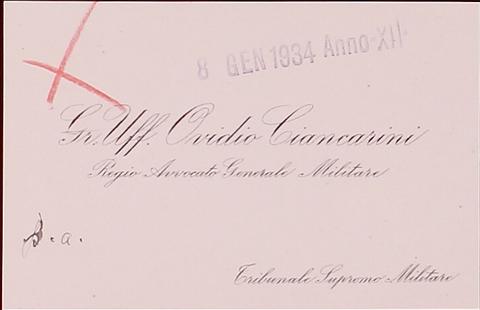 8 GEN 1934 Anno XII
Gr. Uff. Ovidio Ciancarini
Regio Avvocato Generale Militare
a.
Tribunale Supremo Militare